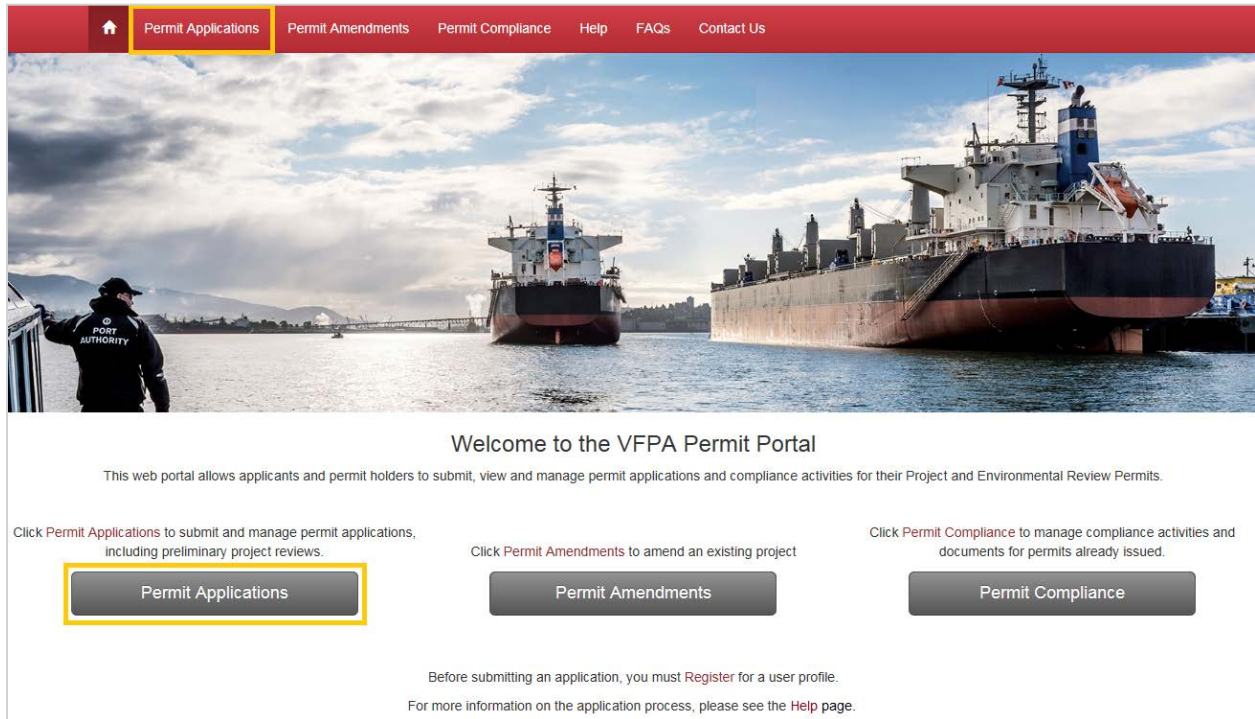 Permit Applications Permit Amendments Permit Compliance Help FAQs Contact Us
PORT
AUTHORITY
Welcome to the VFPA Permit Portal
This web portal allows applicants and permit holders to submit, view and manage permit applications and compliance activities for their Project and Environmental Review Permits.
Click Permit Applications to submit and manage permit applications,
including preliminary project reviews.
Permit Applications
Click Permit Amendments to amend an existing project
Permit Amendments
Click Permit Compliance to manage compliance activities and
documents for permits already issued.
Permit Compliance
Before submitting an application, you must Register for a user profile.
For more information on the application process, please see the Help page.